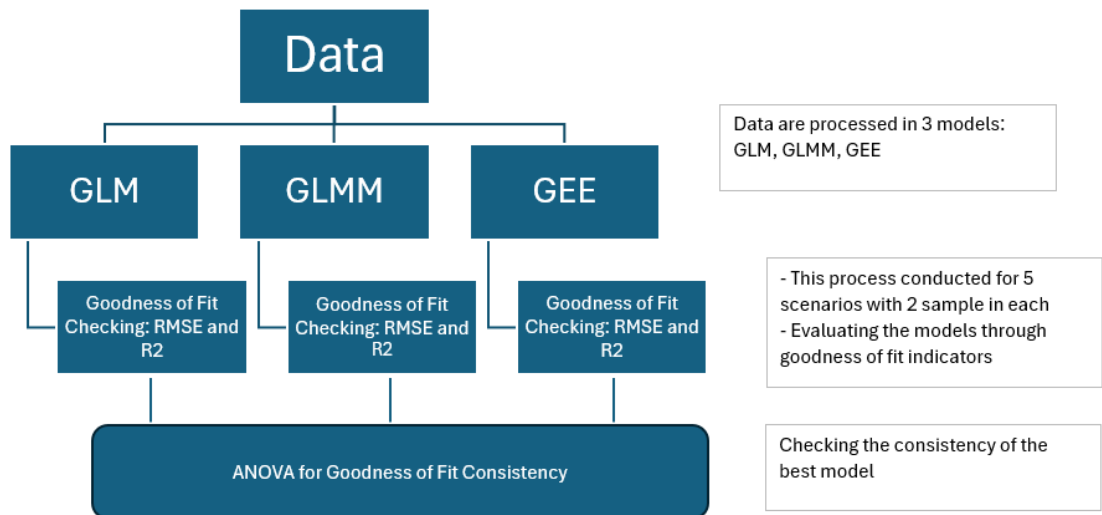 Data
Data are processed in 3 models:
GLM, GLMM, GEE
GLM
GLMM
GEE
Goodness of Fit
Checking: RMSE and
R2
Goodness of Fit
Checking: RMSE and
R2
Goodness of Fit
Checking: RMSE and
R2
- This process conducted for 5
scenarios with 2 sample in each
- Evaluating the models through
goodness of fit indicators
ANOVA for Goodness of Fit Consistency
Checking the consistency of the
best model